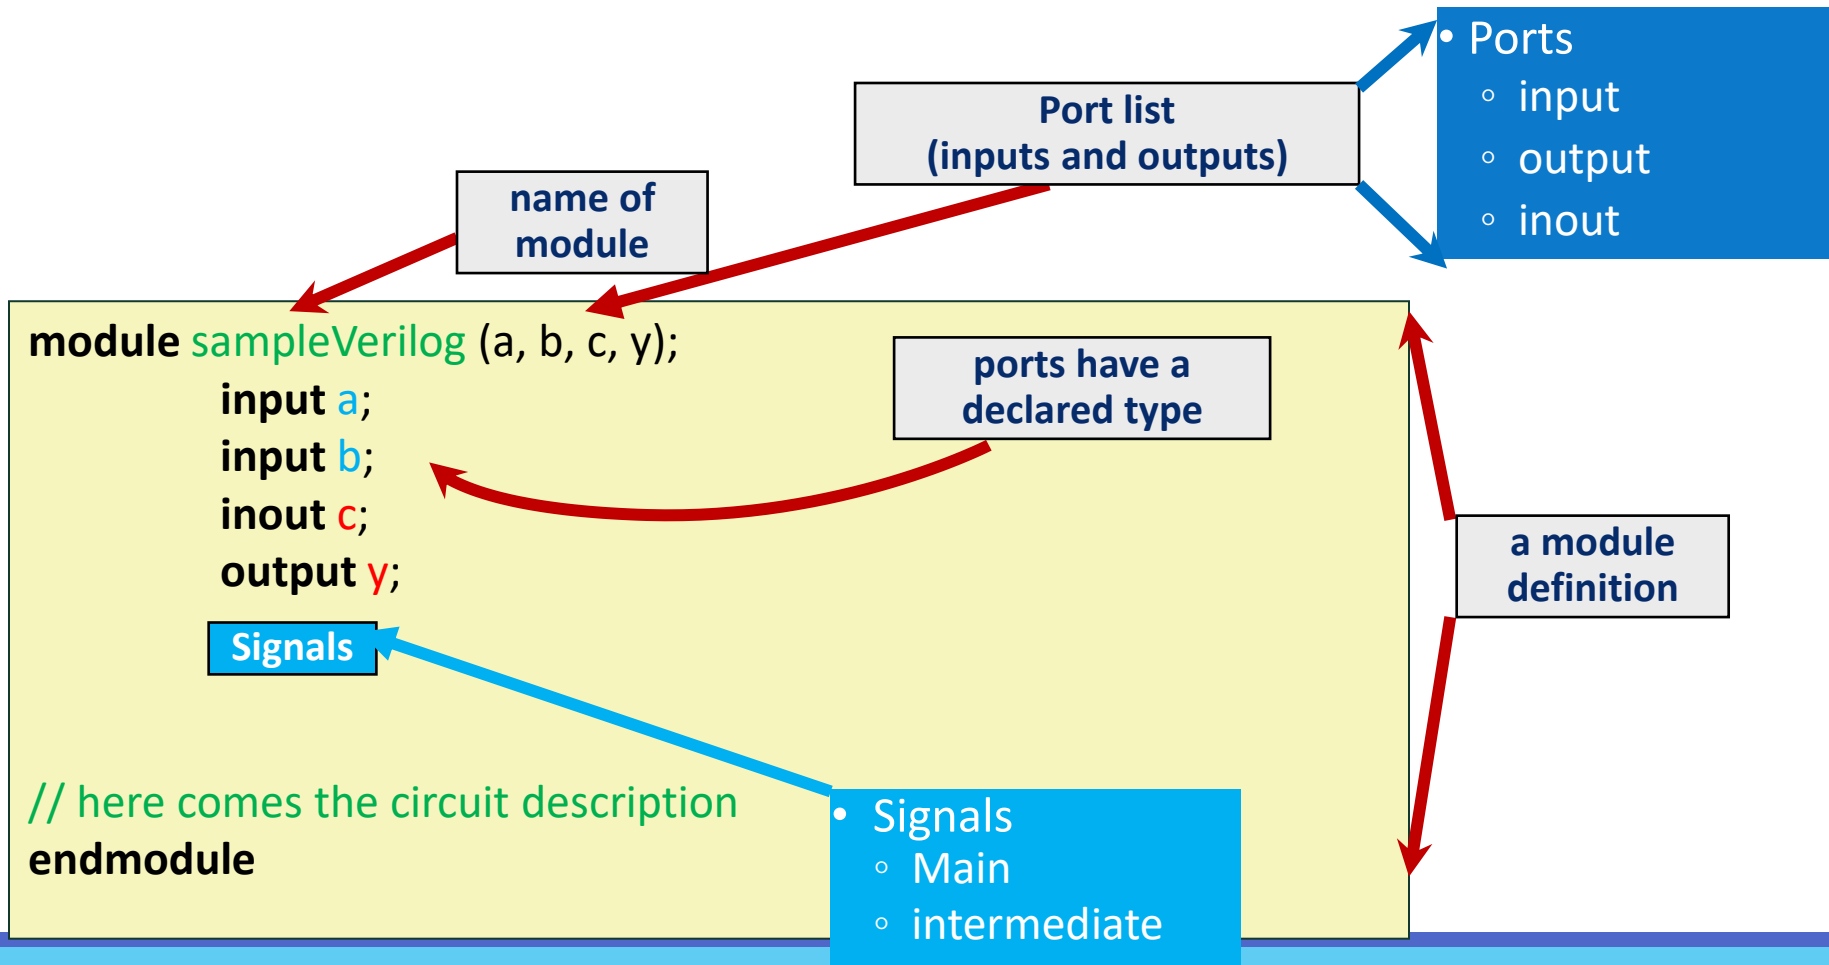 • Ports
◦ input
◦ output
◦ inout
Port list
(inputs and outputs)
name of
module
module sampleVerilog (a, b, c, y);
input a;
input b;
inout c;
output y;
ports have a
declared type
a module
definition
Signals
// here comes the circuit description
endmodule
• Signals
◦ Main
◦ intermediate